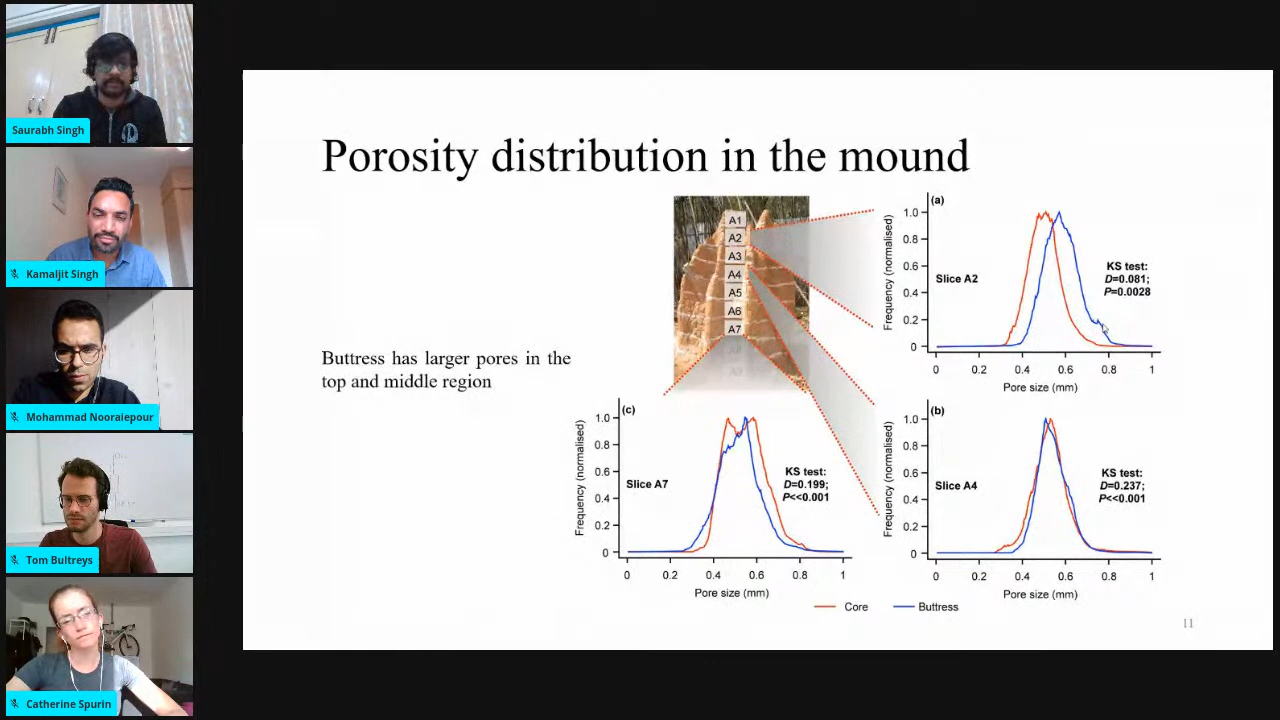 Saurabh Singh
Kamaljit Singh
Mohammad Nooraiepour
Tom Bultreys
Catherine Spurin
Porosity distribution in the mound
Buttress has larger pores in the
top and middle region
A1
A2
A3
A4
A5
A6
A7
(a)
Frequency (normalised)
1.0
0.8
0.6
0.4
0.2
0
Slice A2
KS test:
D=0.081;
P=0.0028
0 0.2 0.4 0.6 0.8 1
Pore size (mm)
(c)
Frequency (normalised)
1.0
0.8
0.6
0.4
0.2
0
Slice A7
KS test:
D=0.199;
P<<0.001
0 0.2 0.4 0.6 0.8 1
Pore size (mm)
(b)
Frequency (normalised)
1.0
0.8
0.6
0.4
0.2
0
Slice A4
KS test:
D=0.237;
P<<0.001
0 0.2 0.4 0.6 0.8 1
Pore size (mm)
Core Buttress
11